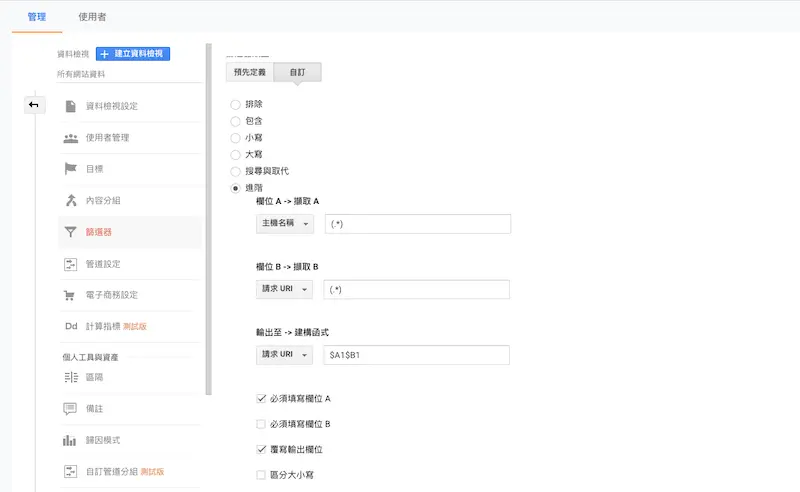 管理
使用者
資料檢視
+ 建立資料檢視
所有網站資料
資料檢視設定
使用者管理
目標
內容分組
篩選器
管道設定
電子商務設定
Dd 計算指標 測試版
個人工具與資產
區隔
備註
歸因模式
自訂管道分組 測試版
預先定義
自訂
排除
包含
小寫
大寫
搜尋與取代
進階
欄位 A -> 擷取 A
主機名稱
(.*)
欄位 B -> 擷取 B
請求 URI
(.*)
輸出至 -> 建構函式
請求 URI
$A1$B1
必須填寫欄位 A
必須填寫欄位 B
覆寫輸出欄位
區分大小寫